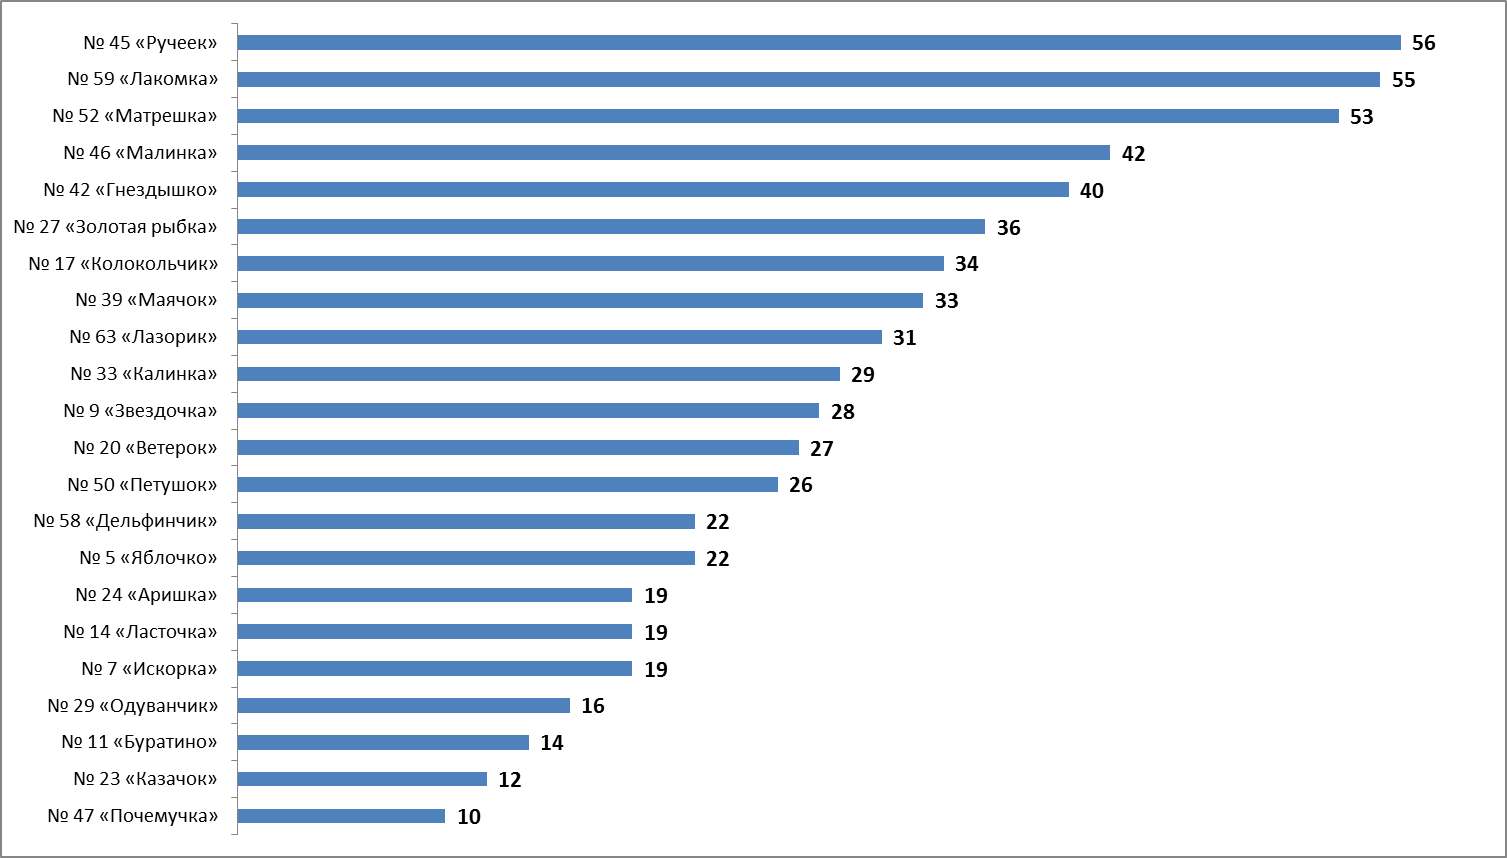 № 45 «Ручеек» 56
№ 59 «Лакомка» 55
№ 52 «Матрешка» 53
№ 46 «Малинка» 42
№ 42 «Гнездышко» 40
№ 27 «Золотая рыбка» 36
№ 17 «Колокольчик» 34
№ 39 «Маячок» 33
№ 63 «Лазорик» 31
№ 33 «Калинка» 29
№ 9 «Звездочка» 28
№ 20 «Ветерок» 27
№ 50 «Петушок» 26
№ 58 «Дельфинчик» 22
№ 5 «Яблочко» 22
№ 24 «Аришка» 19
№ 14 «Ласточка» 19
№ 7 «Искорка» 19
№ 29 «Одуванчик» 16
№ 11 «Буратино» 14
№ 23 «Казачок» 12
№ 47 «Почемучка» 10